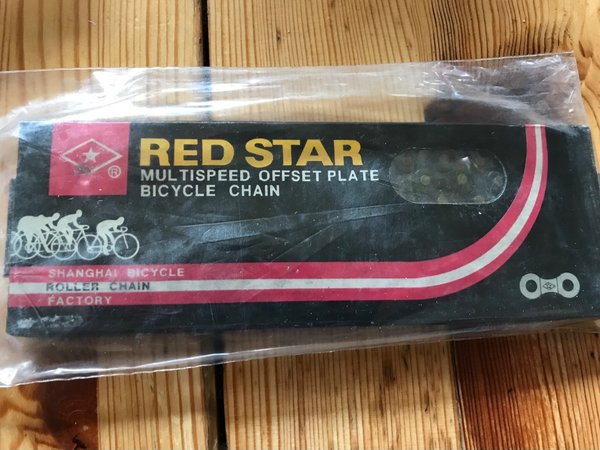 ®
RED STAR
MULTISPEED OFFSET PLATE
BICYCLE CHAIN
SHANGHAI BICYCLE
ROLLER CHAIN
FACTORY